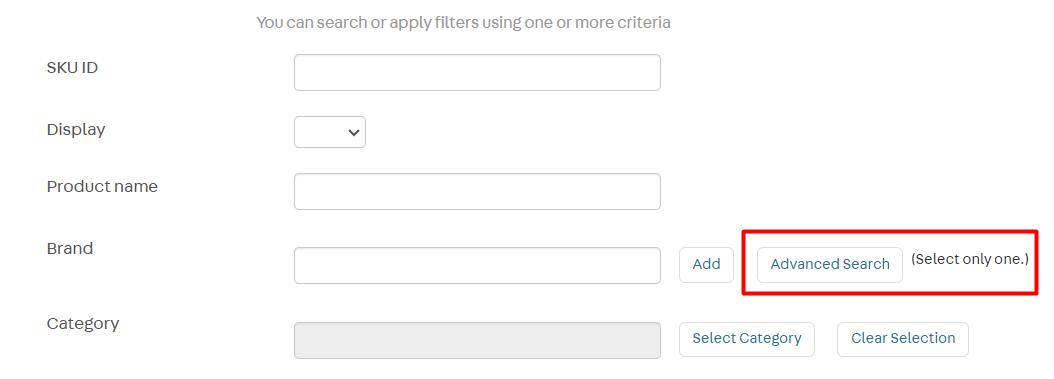 You can search or apply filters using one or more criteria
SKU ID
Display
Product name
Brand
Add
Advanced Search
(Select only one.)
Category
Select Category
Clear Selection